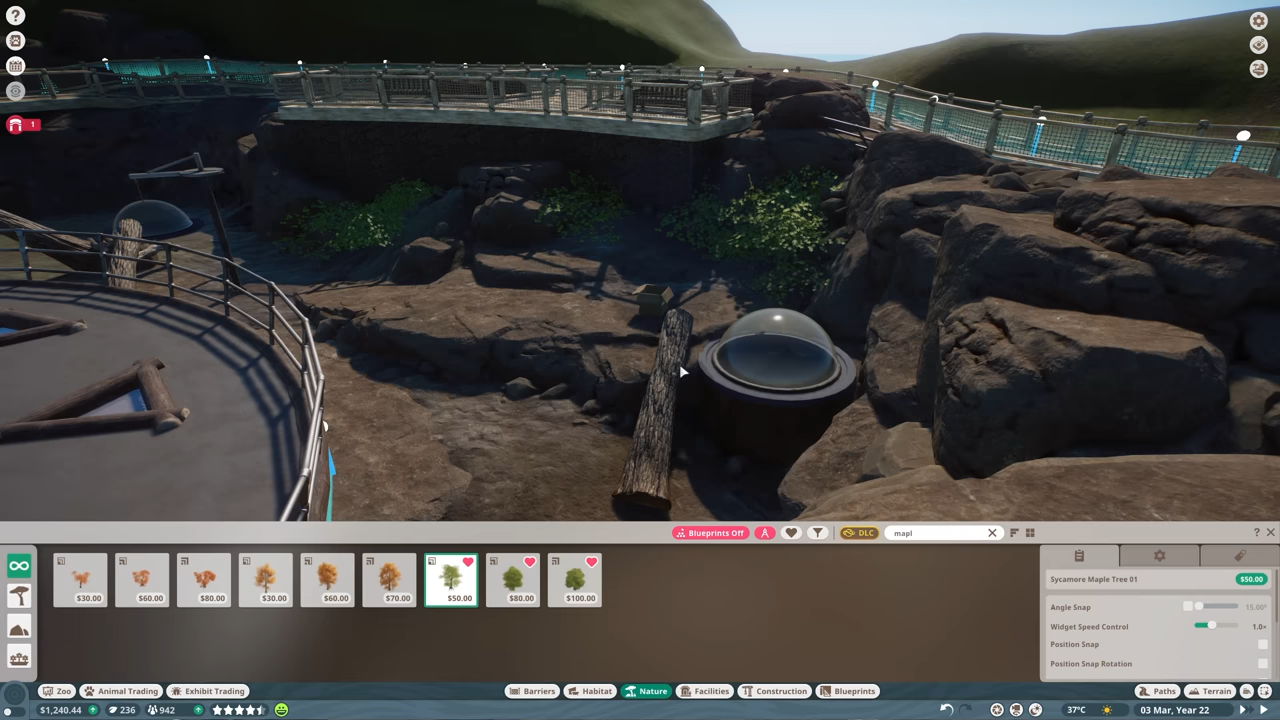 ?
1
Blueprints Off
DLC
mapl
?
$30.00
$60.00
$80.00
$30.00
$60.00
$70.00
$50.00
$80.00
$100.00
Sycamore Maple Tree 01
$50.00
Angle Snap
15.00°
Widget Speed Control
1.0×
Position Snap
Position Snap Rotation
Zoo
Animal Trading
Exhibit Trading
Barriers
Habitat
Nature
Facilities
Construction
Blueprints
Paths
Terrain
$1,240.44
236
942
37°C
03 Mar, Year 22